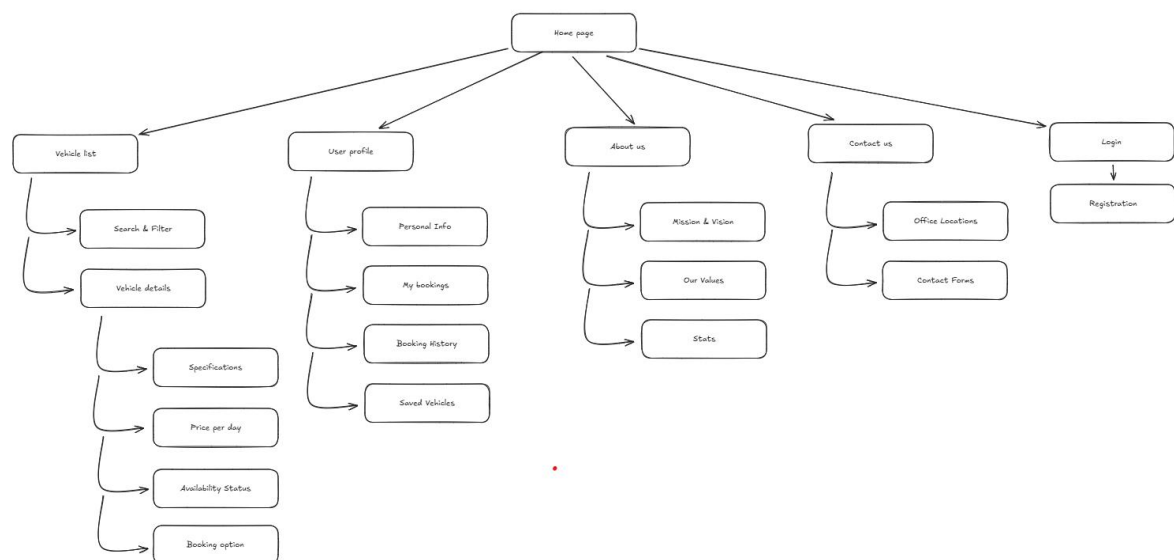 Home page
Vehicle list
User profile
About us
Contact us
Login
Search & Filter
Vehicle details
Specifications
Price per day
Availability Status
Booking option
Personal Info
My bookings
Booking History
Saved Vehicles
Mission & Vision
Our Values
Stats
Office Locations
Contact Forms
Registration